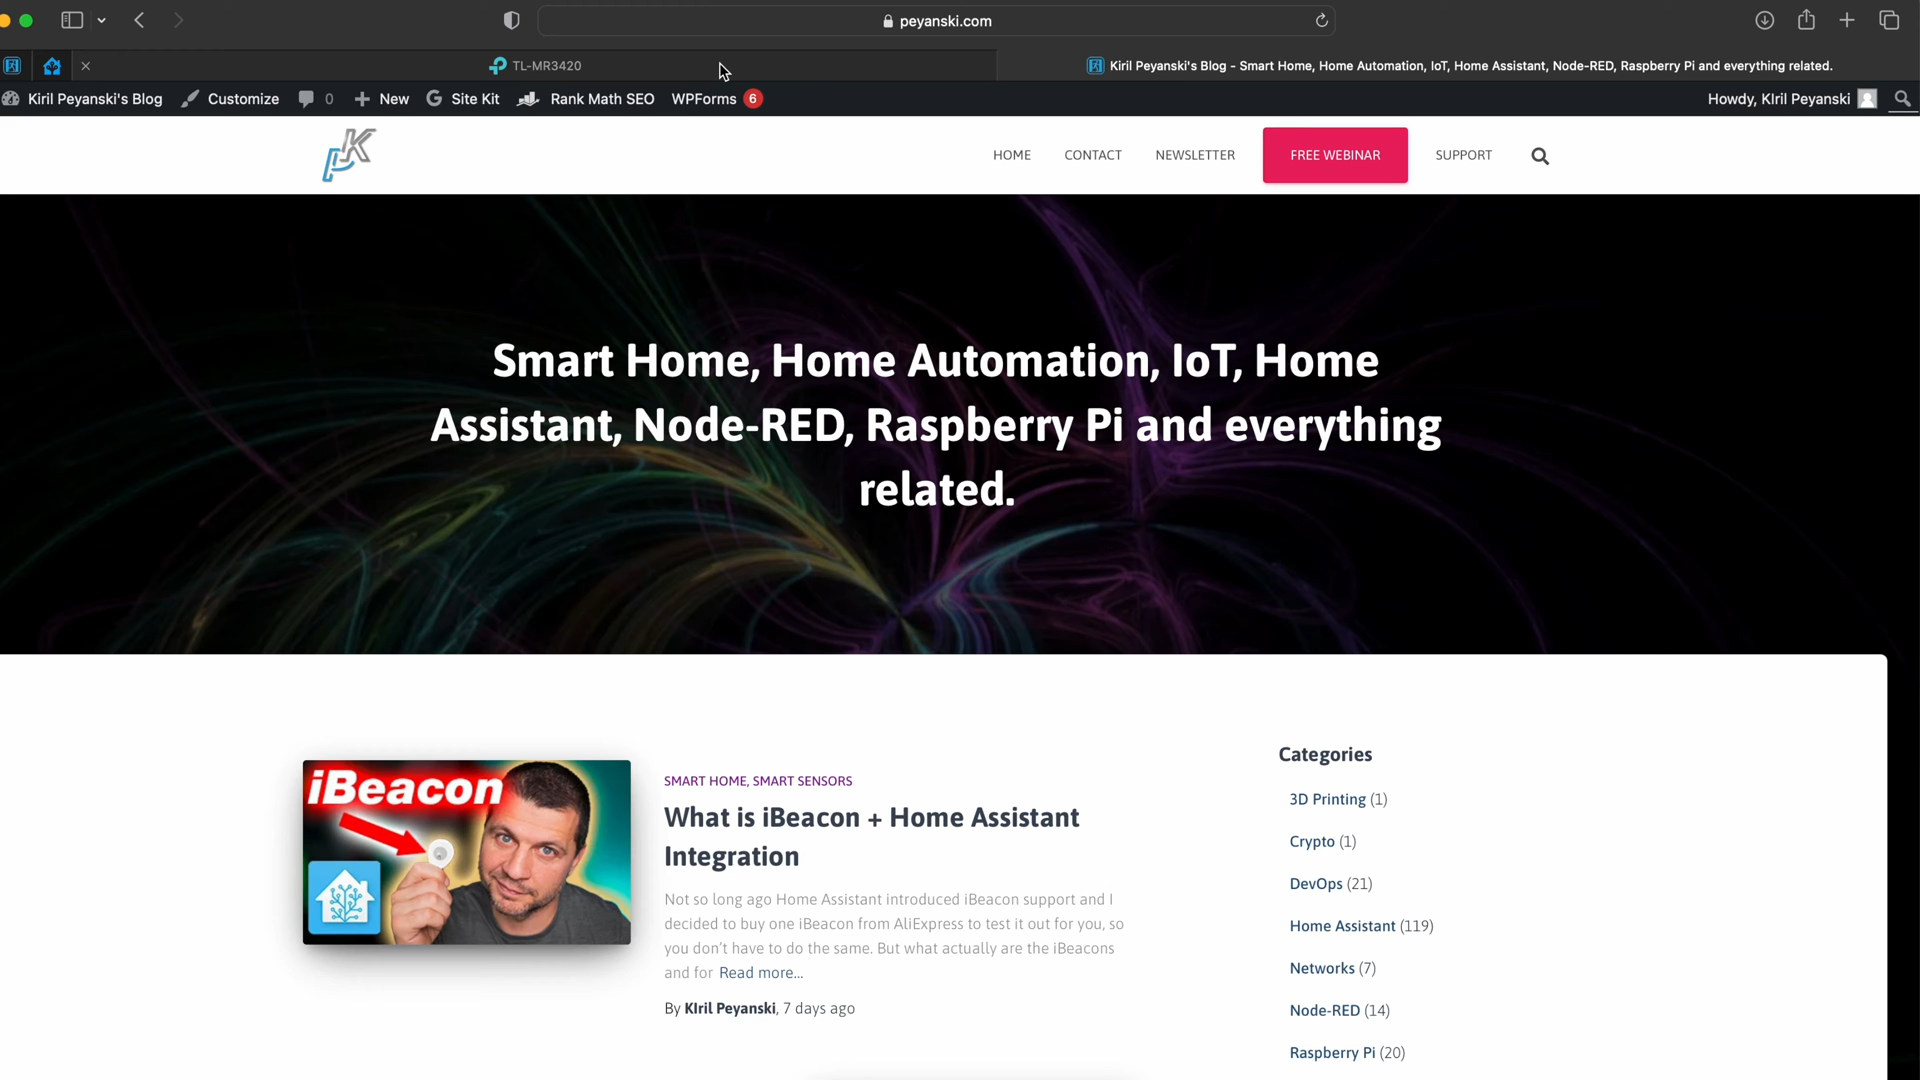 peyanski.com
TL-MR3420
Kiril Peyanski's Blog - Smart Home, Home Automation, IoT, Home Assistant, Node-RED, Raspberry Pi and everything related.
Kiril Peyanski's Blog Customize 0 New Site Kit Rank Math SEO WPForms 6 Howdy, KIril Peyanski
PK
HOME CONTACT NEWSLETTER FREE WEBINAR SUPPORT
Smart Home, Home Automation, IoT, Home
Assistant, Node-RED, Raspberry Pi and everything
related.
iBeacon
SMART HOME, SMART SENSORS
What is iBeacon + Home Assistant
Integration
Not so long ago Home Assistant introduced iBeacon support and I
decided to buy one iBeacon from AliExpress to test it out for you, so
you don't have to do the same. But what actually are the iBeacons
and for Read more...
By KIril Peyanski, 7 days ago
Categories
3D Printing (1)
Crypto (1)
DevOps (21)
Home Assistant (119)
Networks (7)
Node-RED (14)
Raspberry Pi (20)